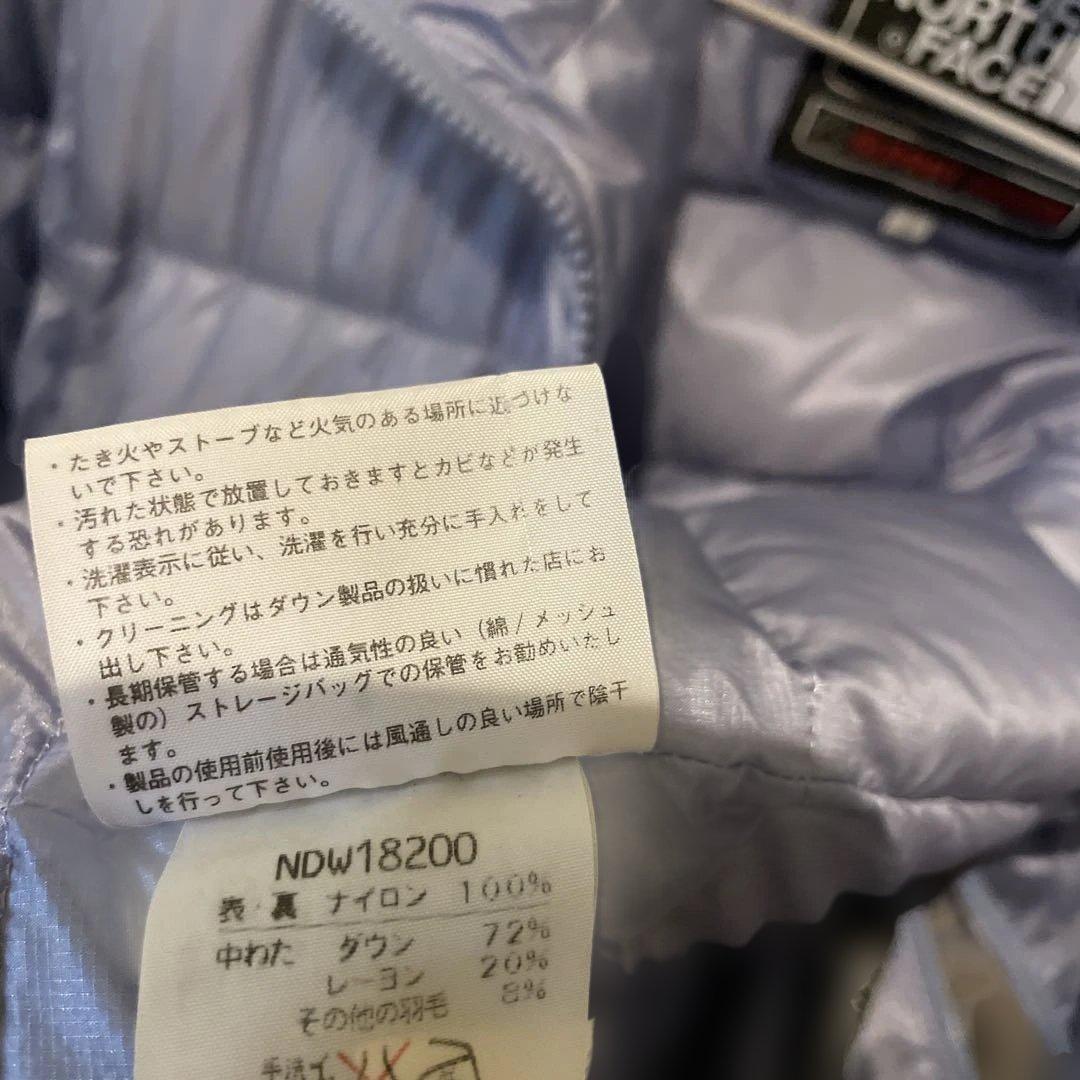 NORTH
FACE
・たき火やストーブなど火気のある場所に近づけな
いで下さい。
・汚れた状態で放置しておきますとカビなどが発生
する恐れがあります。
・洗濯表示に従い、洗濯を行い充分に手入れをして
下さい。
・クリーニングはダウン製品の扱いに慣れた店にお
出し下さい。
・長期保管する場合は通気性の良い（綿/メッシュ
製の）ストレージバッグでの保管をお勧めいたし
ます。
・製品の使用前使用後には風通しの良い場所で陰干
しを行って下さい。
NDW18200
表・裏 ナイロン 100%
中わた ダウン 72%
レーヨン 20%
その他の羽毛 8%